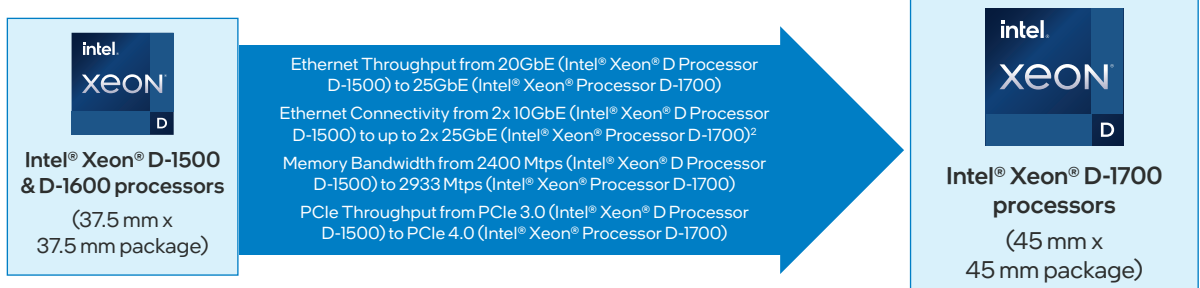 intel.
xeon
D
Intel® Xeon® D-1500
& D-1600 processors
(37.5 mm x
37.5 mm package)
Ethernet Throughput from 20GbE (Intel® Xeon® D Processor
D-1500) to 25GbE (Intel® Xeon® Processor D-1700)
Ethernet Connectivity from 2x 10GbE (Intel® Xeon® D Processor
D-1500) to up to 2x 25GbE (Intel® Xeon® Processor D-1700)²
Memory Bandwidth from 2400 Mtps (Intel® Xeon® D Processor
D-1500) to 2933 Mtps (Intel® Xeon® Processor D-1700)
PCIe Throughput from PCIe 3.0 (Intel® Xeon® D Processor
D-1500) to PCIe 4.0 (Intel® Xeon® Processor D-1700)
intel.
xeon
D
Intel® Xeon® D-1700
processors
(45 mm x
45 mm package)